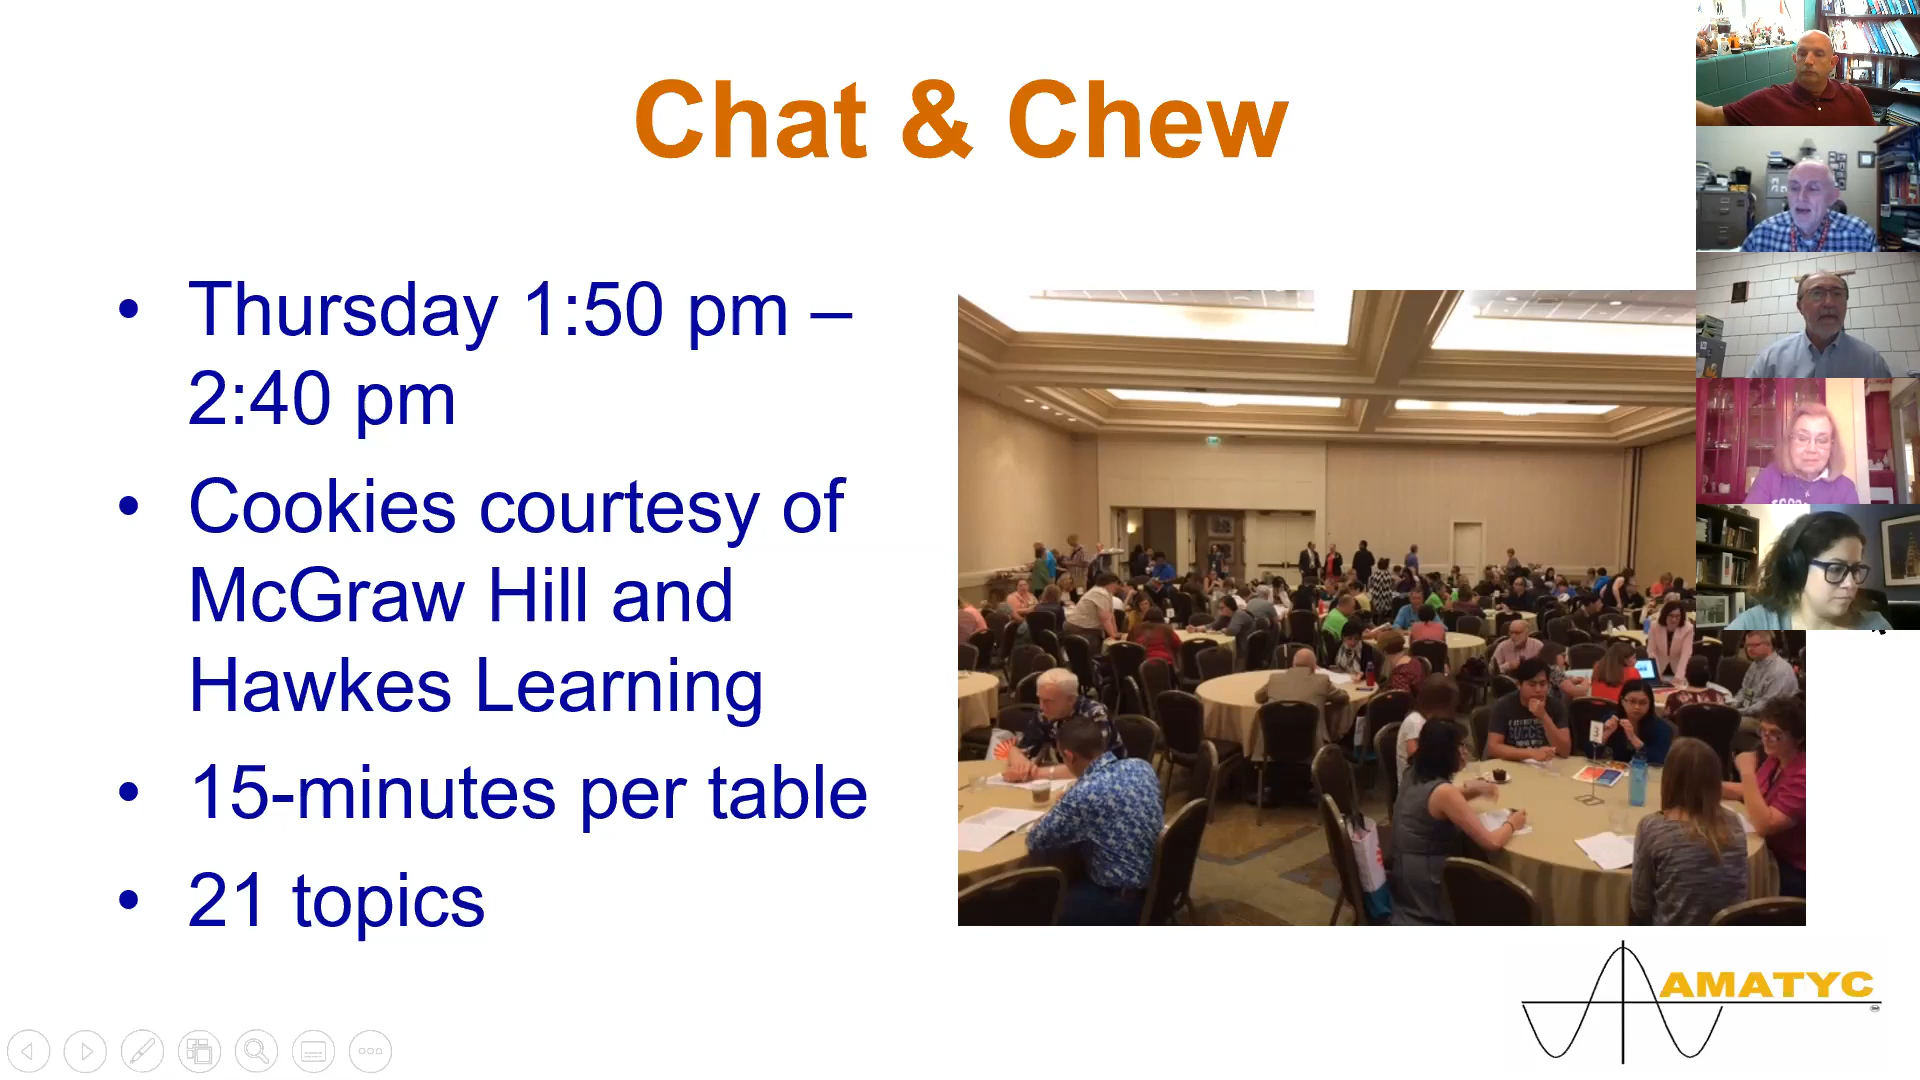 Chat & Chew
• Thursday 1:50 pm –
2:40 pm
• Cookies courtesy of
McGraw Hill and
Hawkes Learning
• 15-minutes per table
• 21 topics
3
AMATYC